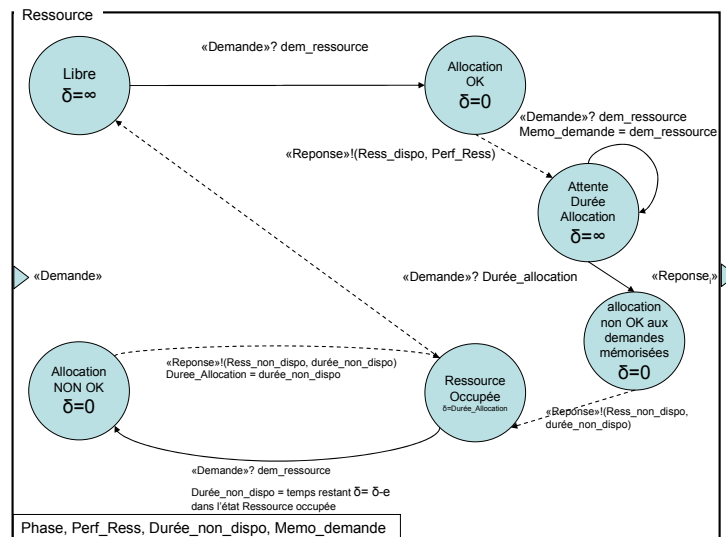 Ressource
«Demande»? dem_ressource
Libre
δ=∞
Allocation
OK
δ=0
«Demande»? dem_ressource
Memo_demande = dem_ressource
«Reponse»!(Ress_dispo, Perf_Ress)
Attente
Durée
Allocation
δ=∞
«Demande»
«Demande»? Durée_allocation
«Reponseᵢ»
allocation
non OK aux
demandes
mémorisées
δ=0
Allocation
NON OK
δ=0
«Reponse»!(Ress_non_dispo, durée_non_dispo)
Duree_Allocation = durée_non_dispo
Ressource
Occupée
δ=Durée_Allocation
«Reponse»!(Ress_non_dispo,
durée_non_dispo)
«Demande»? dem_ressource
Durée_non_dispo = temps restant δ= δ-e
dans l'état Ressource occupée
Phase, Perf_Ress, Durée_non_dispo, Memo_demande